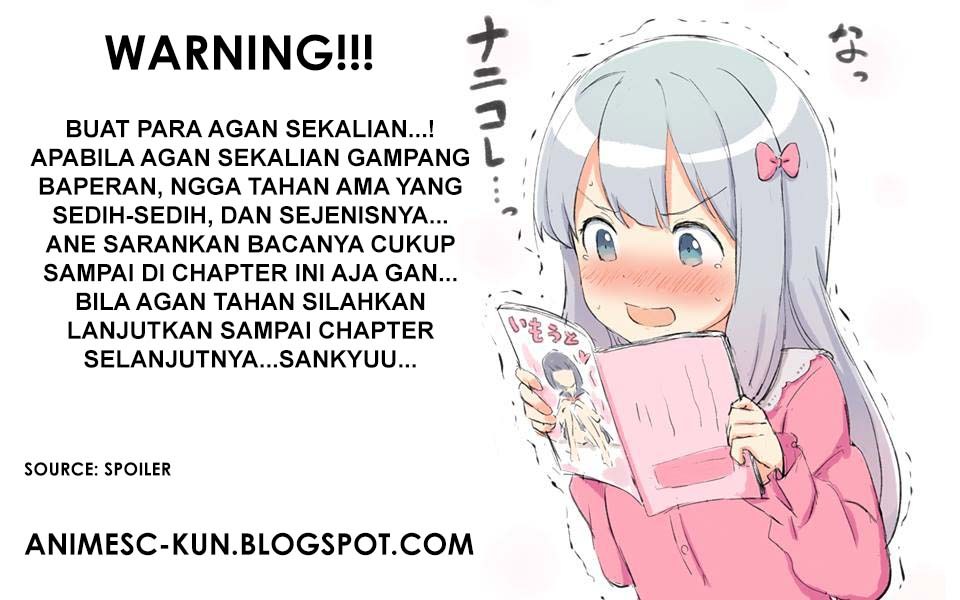 WARNING!!!
BUAT PARA AGAN SEKALIAN...!
APABILA AGAN SEKALIAN GAMPANG
BAPERAN, NGGA TAHAN AMA YANG
SEDIH-SEDIH, DAN SEJENISNYA...
ANE SARANKAN BACANYA CUKUP
SAMPAI DI CHAPTER INI AJA GAN...
BILA AGAN TAHAN SILAHKAN
LANJUTKAN SAMPAI CHAPTER
SELANJUTNYA...SANKYUU...
SOURCE: SPOILER
ANIMESC-KUN.BLOGSPOT.COM
なっ
ナニコレ……っ
いもうと